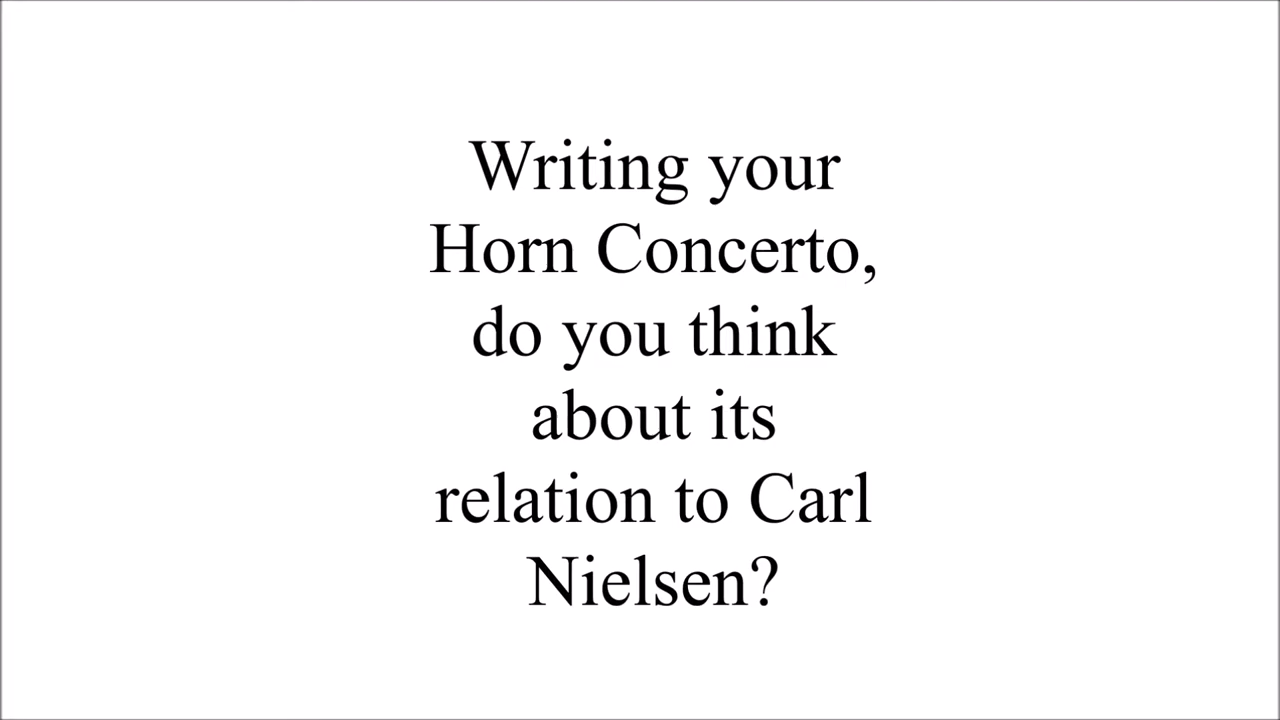 Writing your
Horn Concerto,
do you think
about its
relation to Carl
Nielsen?